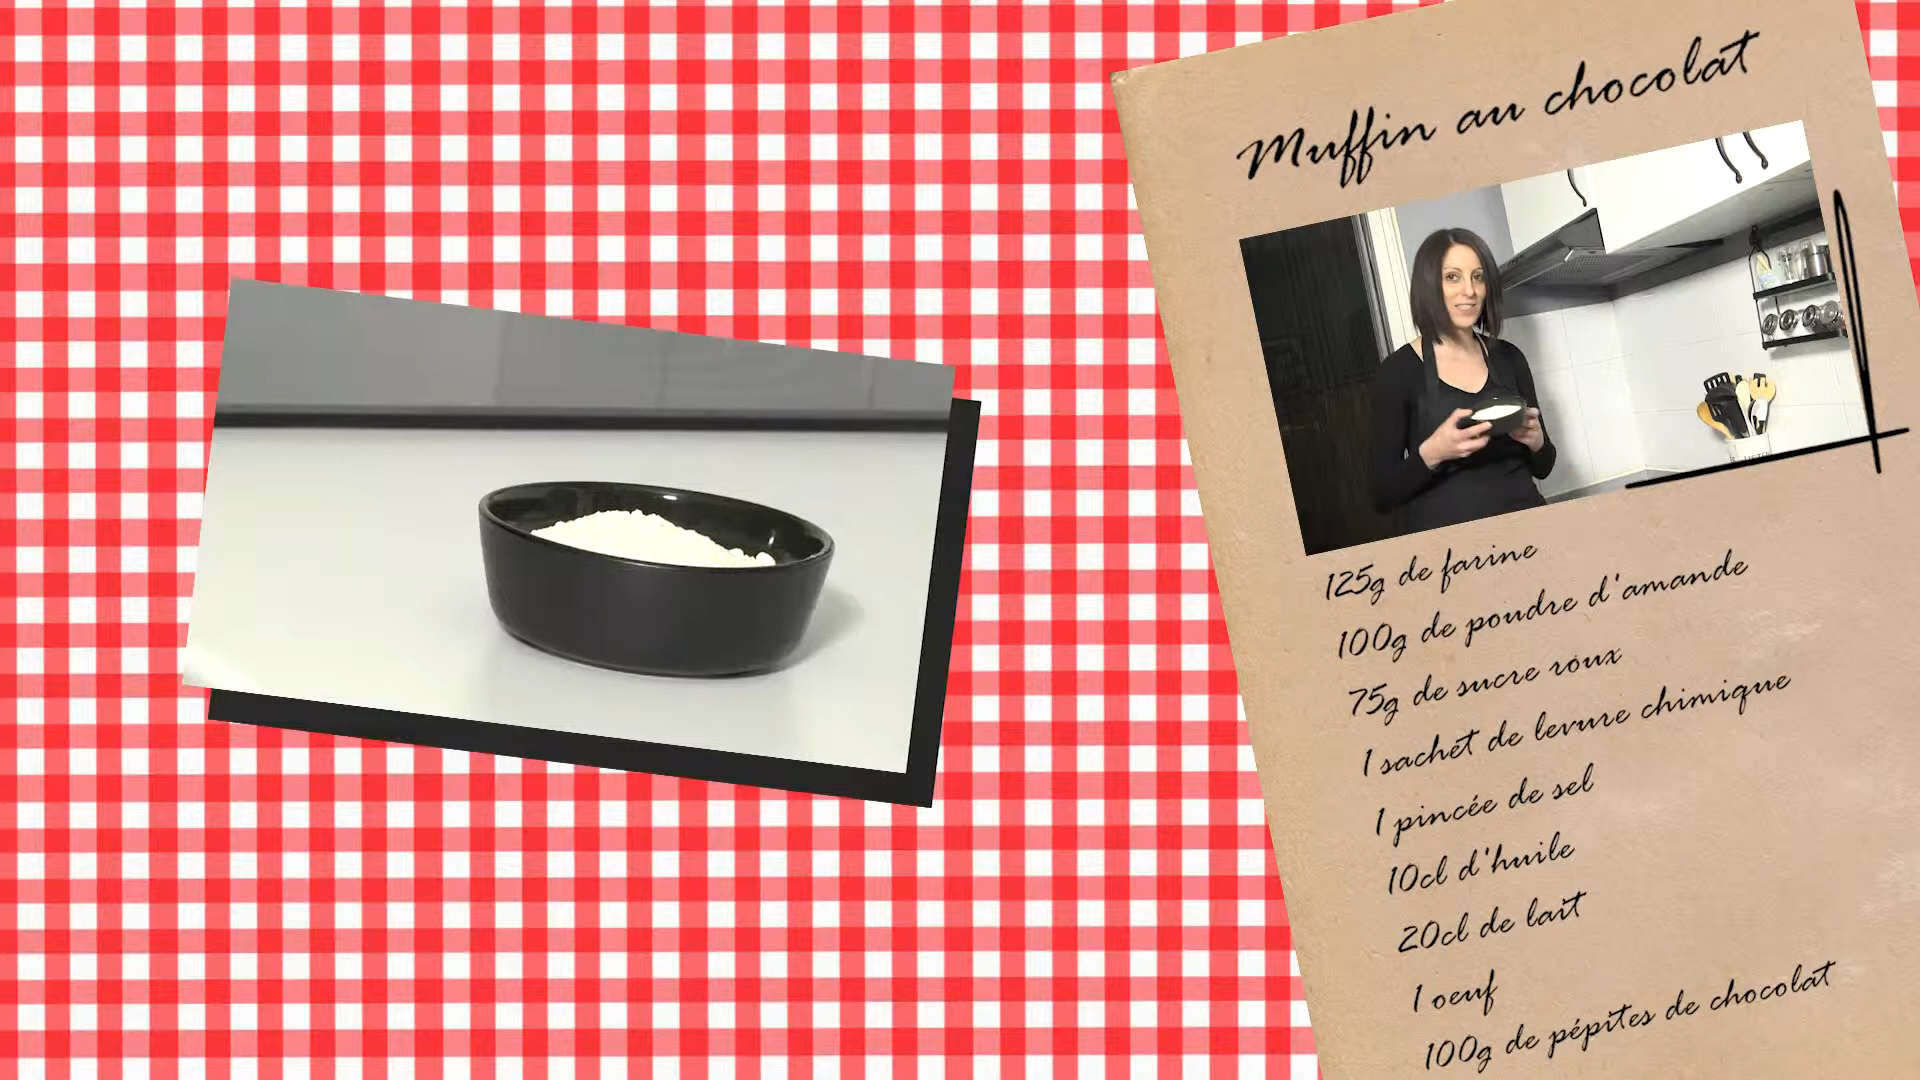 Muffin au chocolat
125g de farine
100g de poudre d'amande
75g de sucre roux
1 sachet de levure chimique
1 pincée de sel
10cl d'huile
20cl de lait
1 oeuf
100g de pépites de chocolat